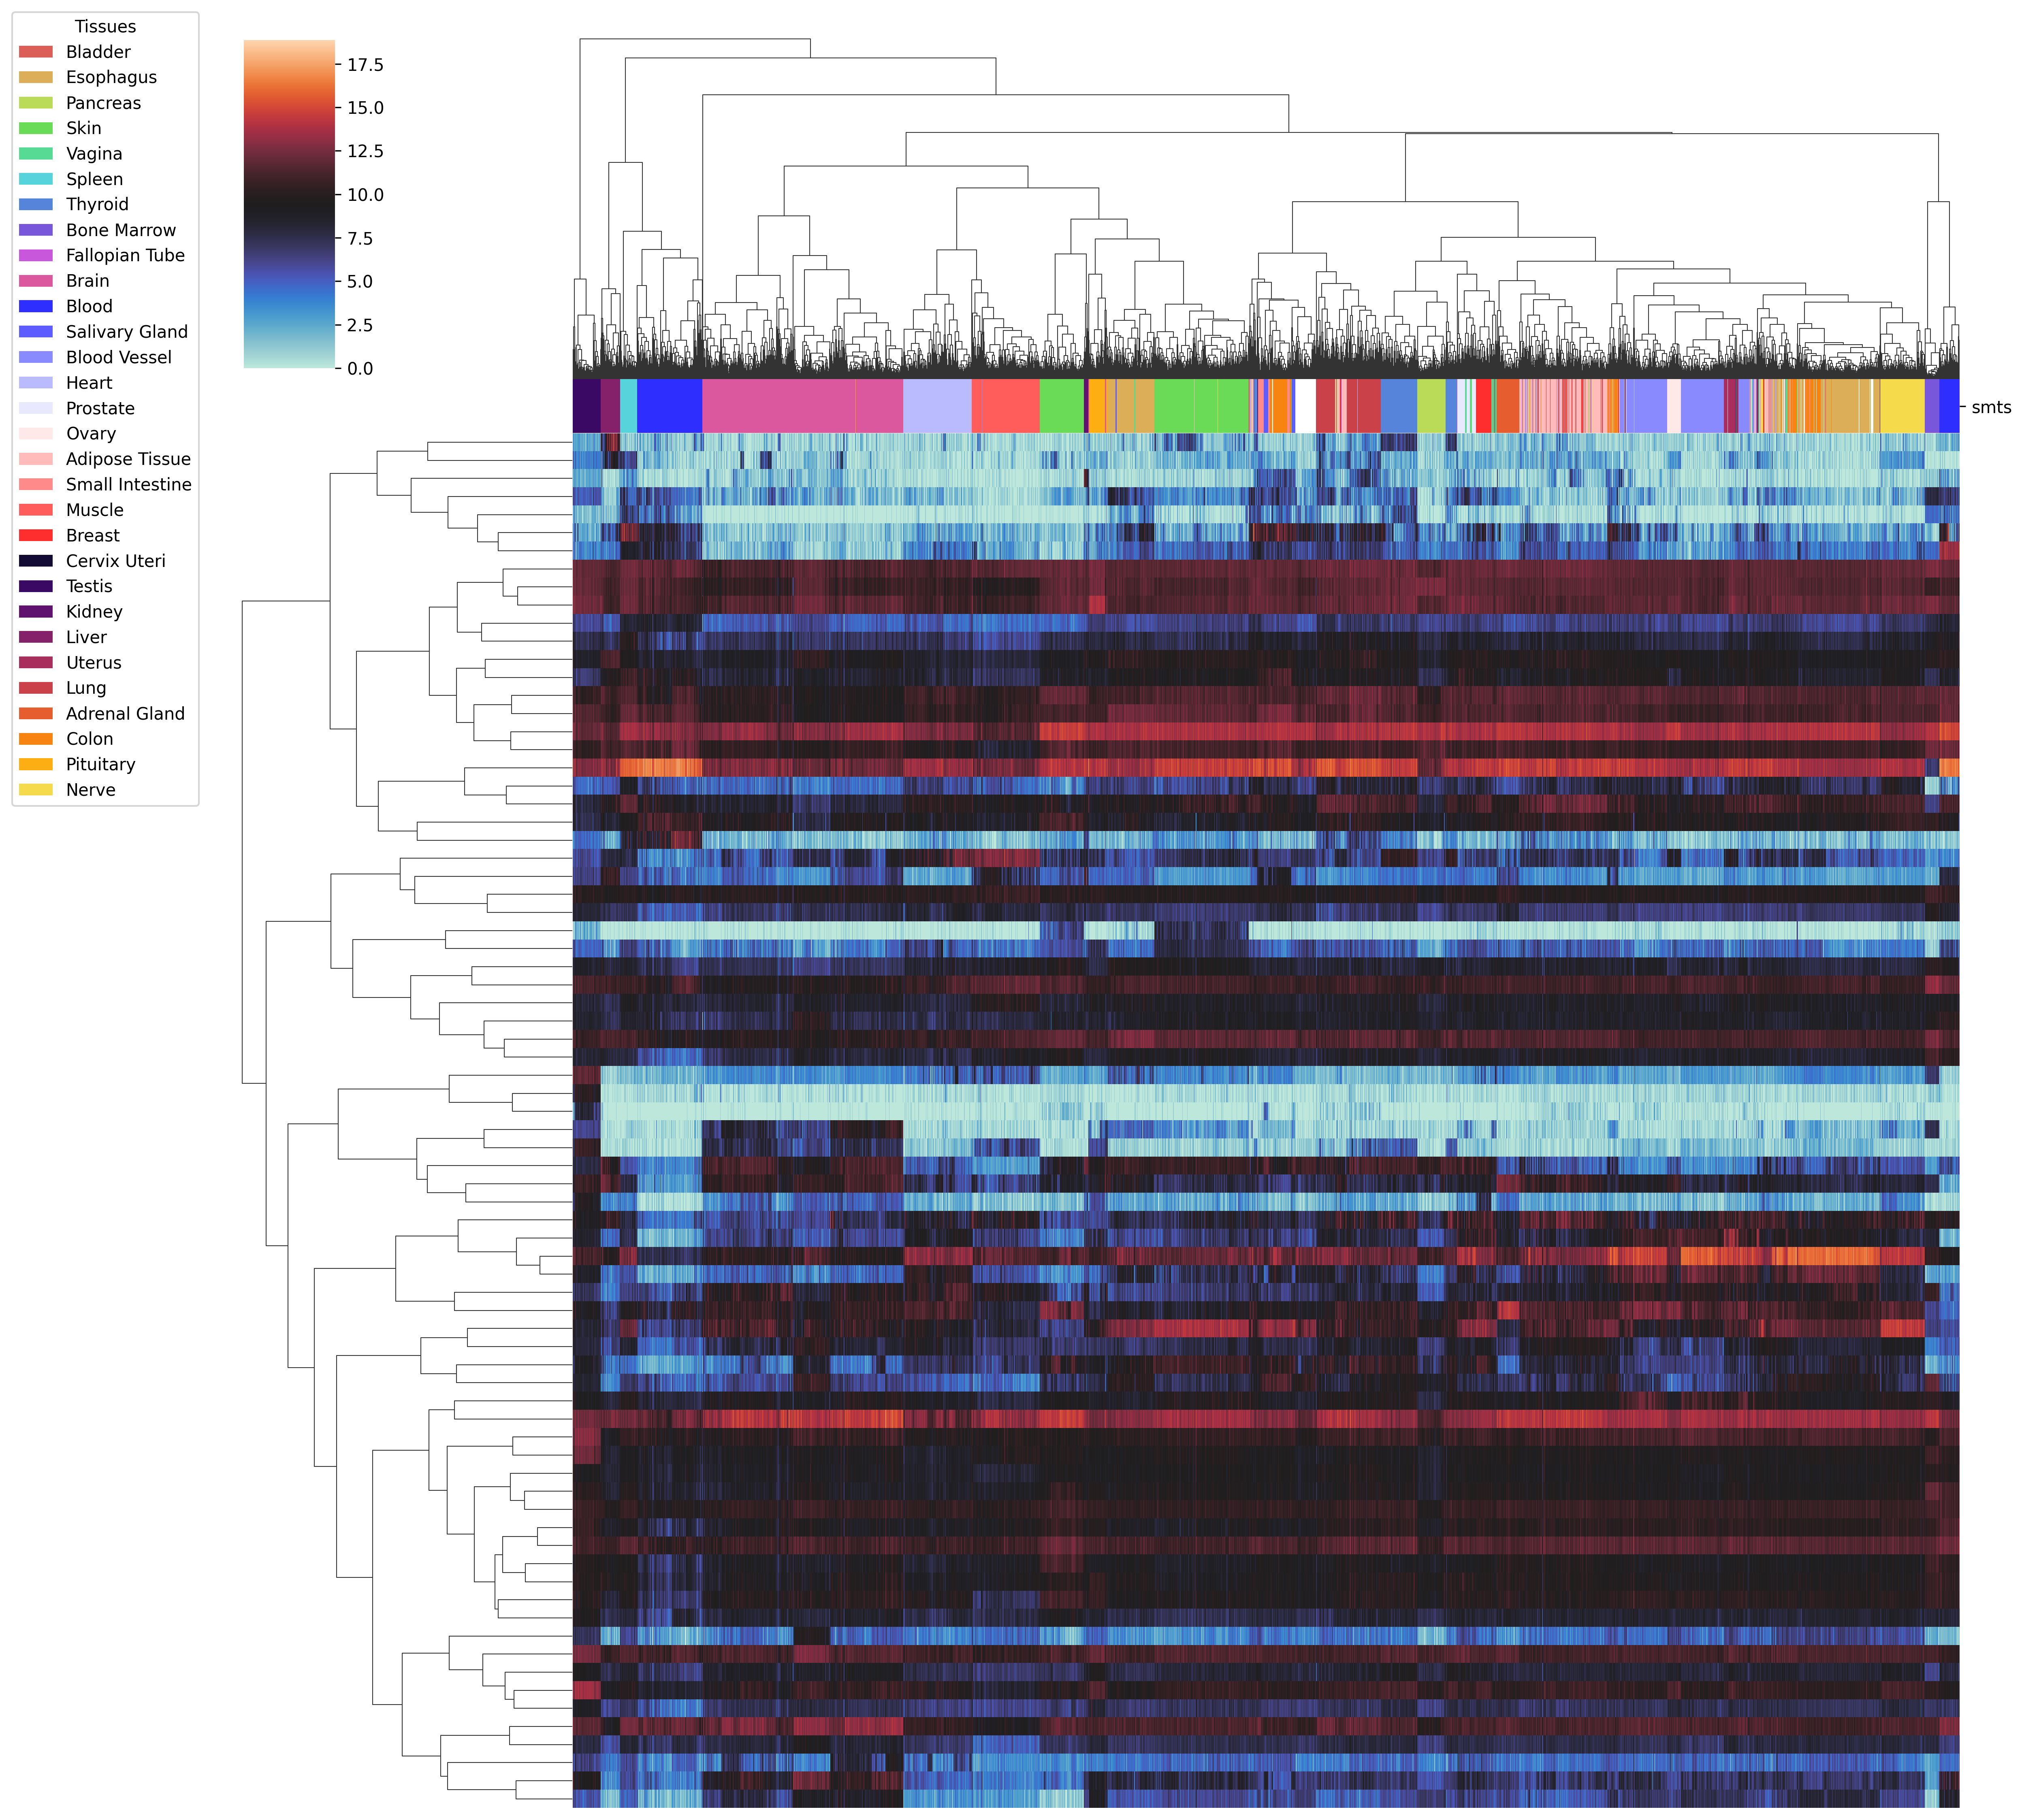 Tissues
Bladder
Esophagus
Pancreas
Skin
Vagina
Spleen
Thyroid
Bone Marrow
Fallopian Tube
Brain
Blood
Salivary Gland
Blood Vessel
Heart
Prostate
Ovary
Adipose Tissue
Small Intestine
Muscle
Breast
Cervix Uteri
Testis
Kidney
Liver
Uterus
Lung
Adrenal Gland
Colon
Pituitary
Nerve
17.5
15.0
12.5
10.0
7.5
5.0
2.5
0.0
smts